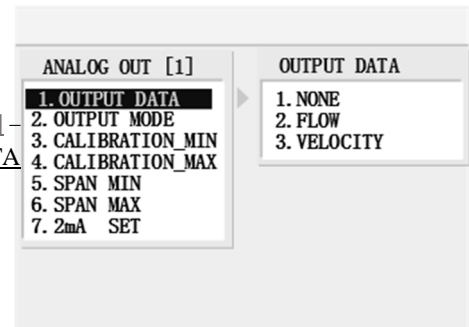 ANALOG OUT [1]
1. OUTPUT DATA
2. OUTPUT MODE
3. CALIBRATION_MIN
4. CALIBRATION_MAX
5. SPAN MIN
6. SPAN MAX
7. 2mA SET
OUTPUT DATA
1. NONE
2. FLOW
3. VELOCITY